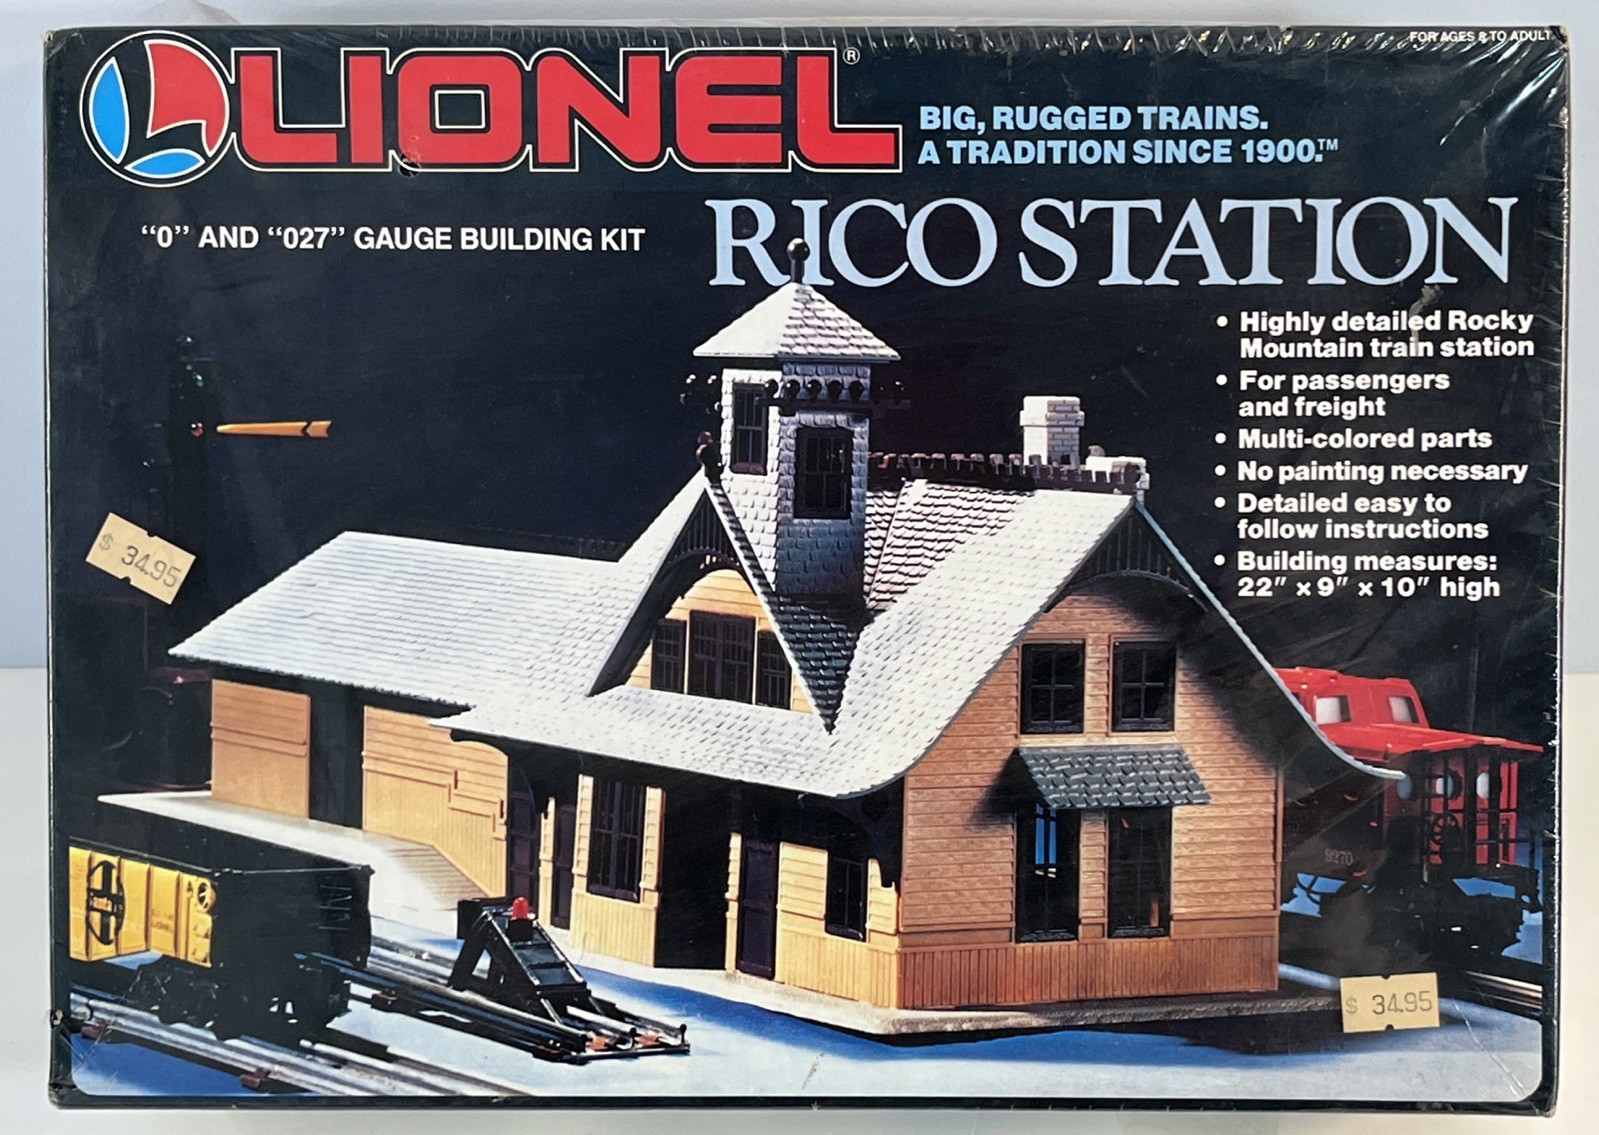 FOR AGES 8 TO ADULT
LIONEL®
BIG, RUGGED TRAINS.
A TRADITION SINCE 1900.™
"0" AND "027" GAUGE BUILDING KIT
RICO STATION
• Highly detailed Rocky
Mountain train station
• For passengers
and freight
• Multi-colored parts
• No painting necessary
• Detailed easy to
follow instructions
• Building measures:
22" × 9" × 10" high
$ 34.95
9270
$ 34.95